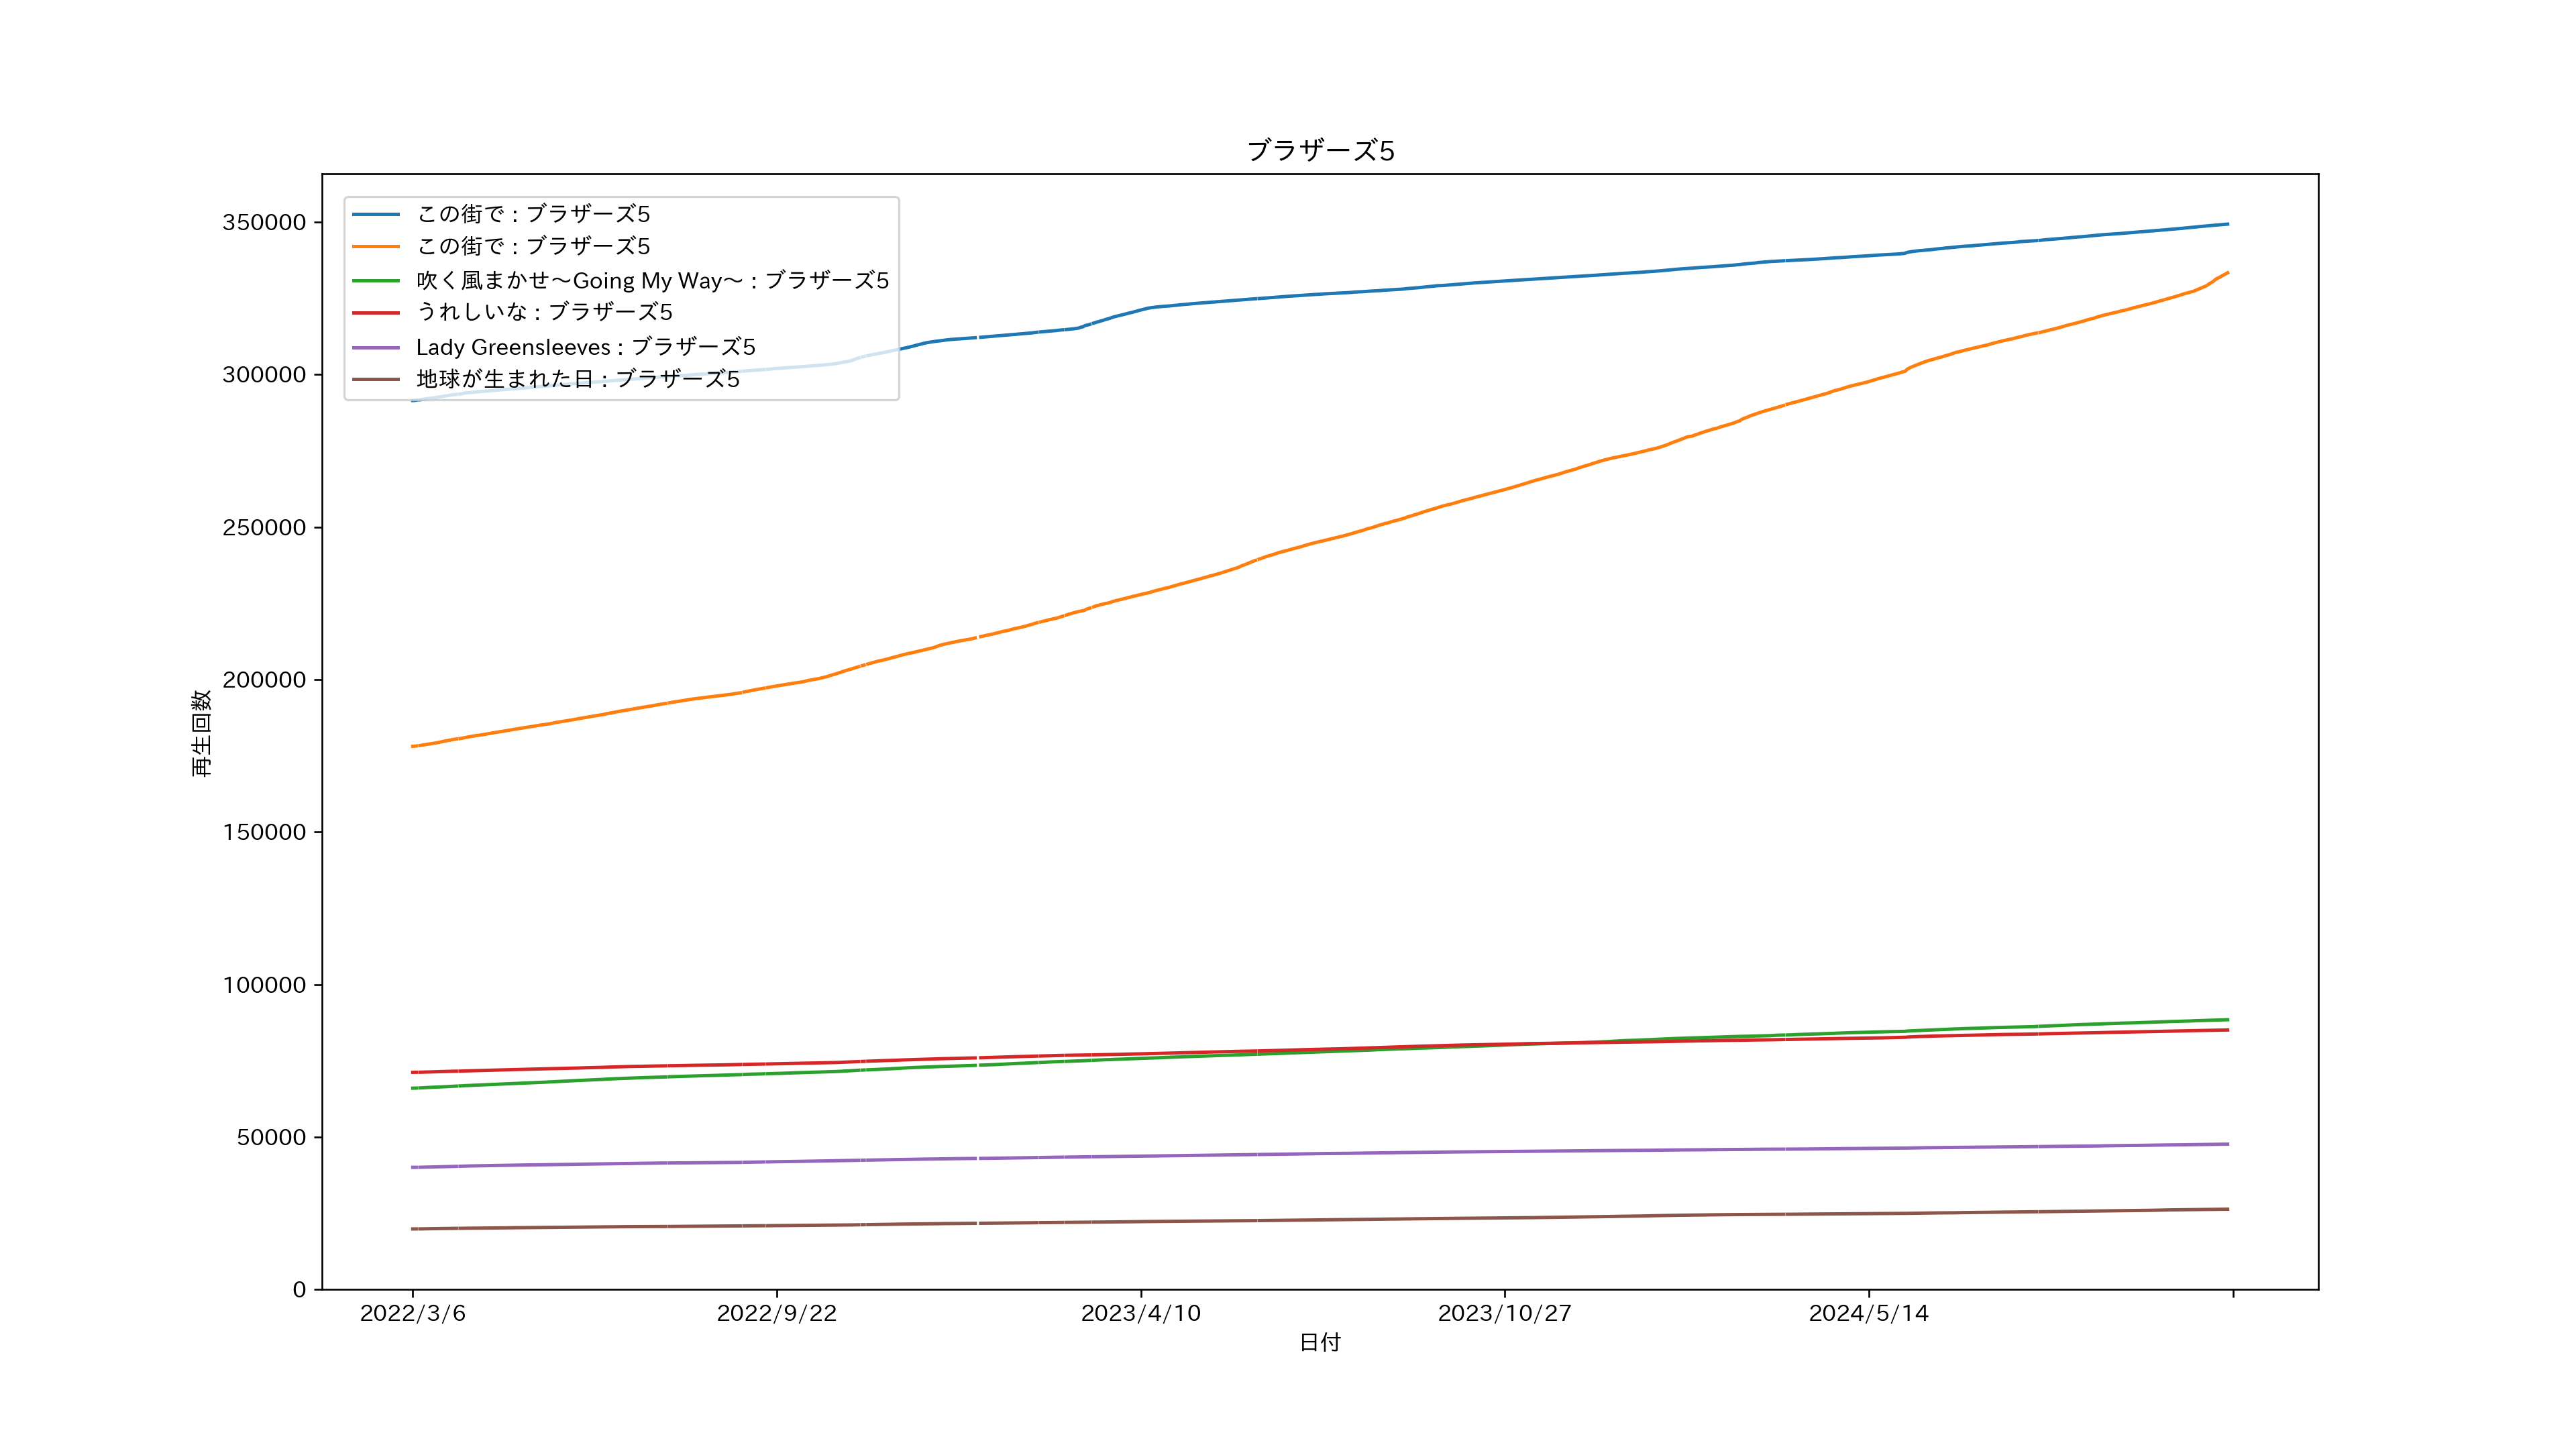 ブラザーズ5
この街で : ブラザーズ5
この街で : ブラザーズ5
吹く風まかせ〜Going My Way〜 : ブラザーズ5
うれしいな : ブラザーズ5
Lady Greensleeves : ブラザーズ5
地球が生まれた日 : ブラザーズ5
350000
300000
250000
200000
150000
100000
50000
0
再生回数
2022/3/6
2022/9/22
2023/4/10
2023/10/27
2024/5/14
日付